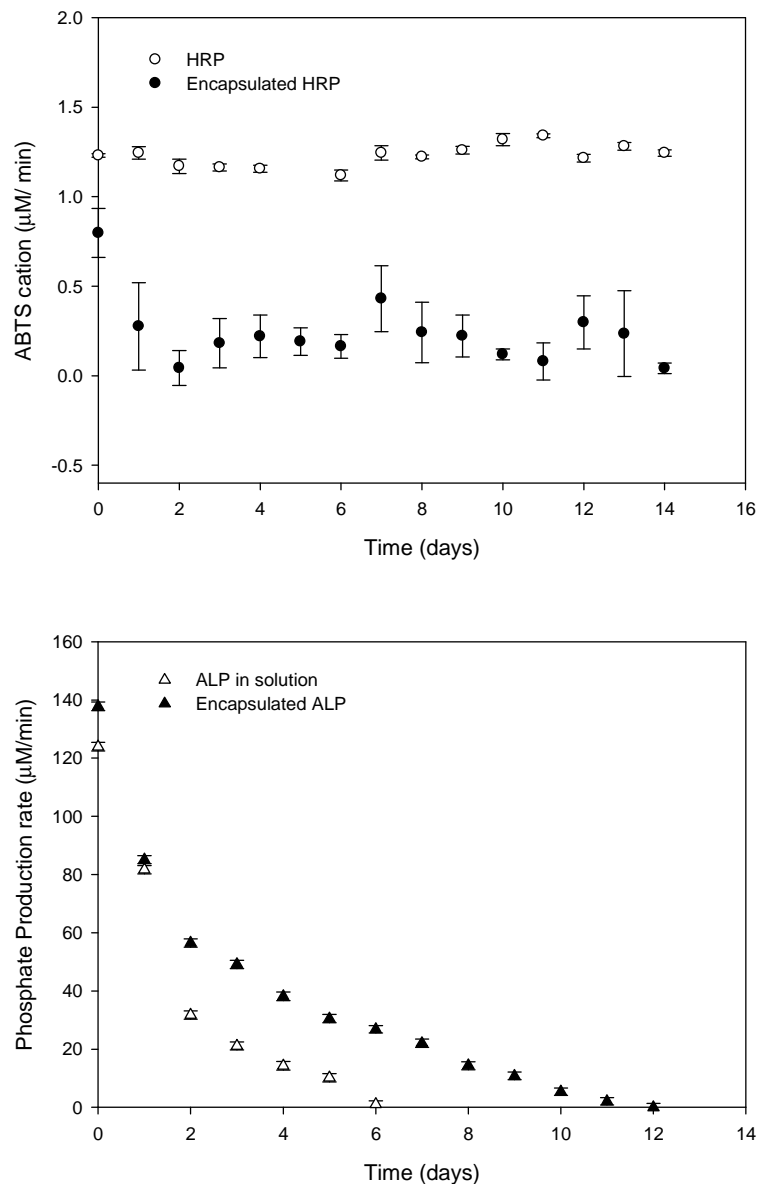 2.0
HRP
Encapsulated HRP
1.5
1.0
0.5
0.0
-0.5
ABTS cation (μM/ min)
0 2 4 6 8 10 12 14 16
Time (days)
160
ALP in solution
Encapsulated ALP
140
120
100
80
60
40
20
0
Phosphate Production rate (μM/min)
0 2 4 6 8 10 12 14
Time (days)